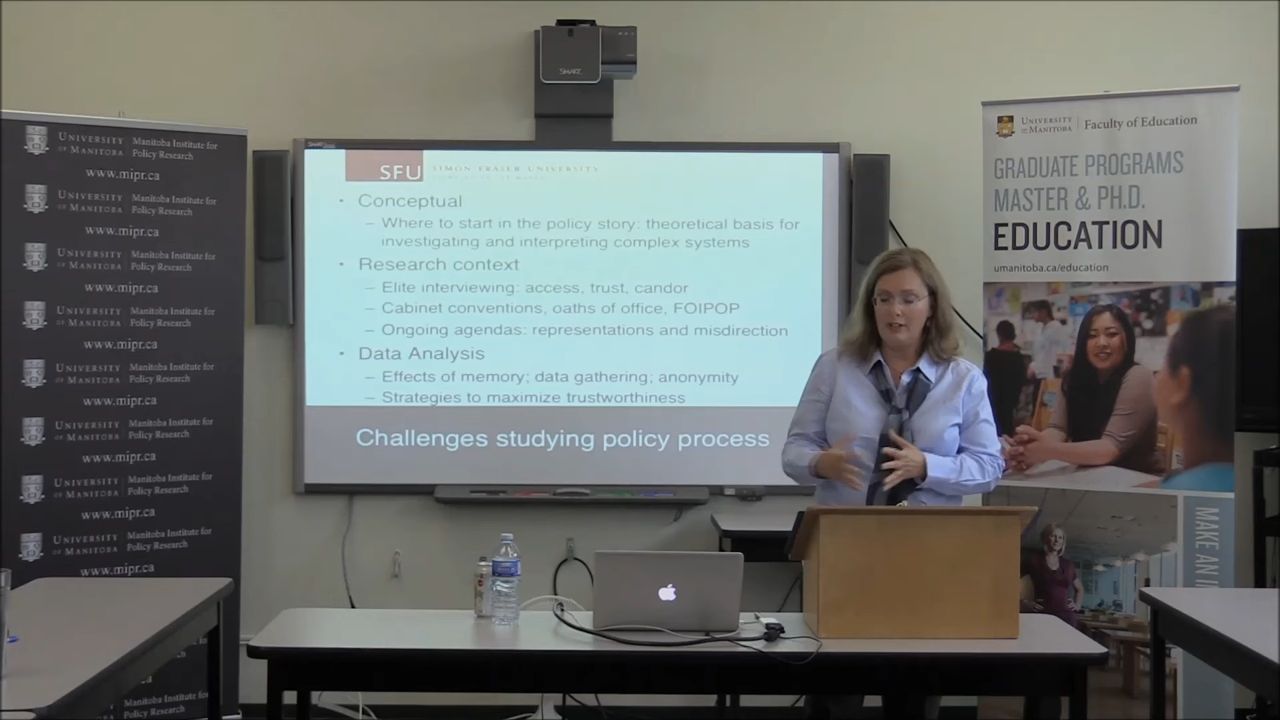 SMART
UNIVERSITY OF MANITOBA
Manitoba Institute for Policy Research
www.mipr.ca
UNIVERSITY OF MANITOBA
Manitoba Institute for Policy Research
www.mipr.ca
UNIVERSITY OF MANITOBA
Manitoba Institute for Policy Research
www.mipr.ca
UNIVERSITY OF MANITOBA
Manitoba Institute for Policy Research
www.mipr.ca
UNIVERSITY OF MANITOBA
Manitoba Institute for Policy Research
www.mipr.ca
UNIVERSITY OF MANITOBA
Manitoba Institute for Policy Research
www.mipr.ca
UNIVERSITY OF MANITOBA
Manitoba Institute for Policy Research
www.mipr.ca
UNIVERSITY OF MANITOBA
Manitoba Institute for Policy Research
www.mipr.ca
Manitoba Institute for
Policy Research
SFU SIMON FRASER UNIVERSITY
• Conceptual
– Where to start in the policy story: theoretical basis for
investigating and interpreting complex systems
• Research context
– Elite interviewing: access, trust, candor
– Cabinet conventions, oaths of office, FOIPOP
– Ongoing agendas: representations and misdirection
• Data Analysis
– Effects of memory; data gathering; anonymity
– Strategies to maximize trustworthiness
Challenges studying policy process
UNIVERSITY OF MANITOBA
Faculty of Education
GRADUATE PROGRAMS
MASTER & PH.D.
EDUCATION
umanitoba.ca/education
MAKE AN